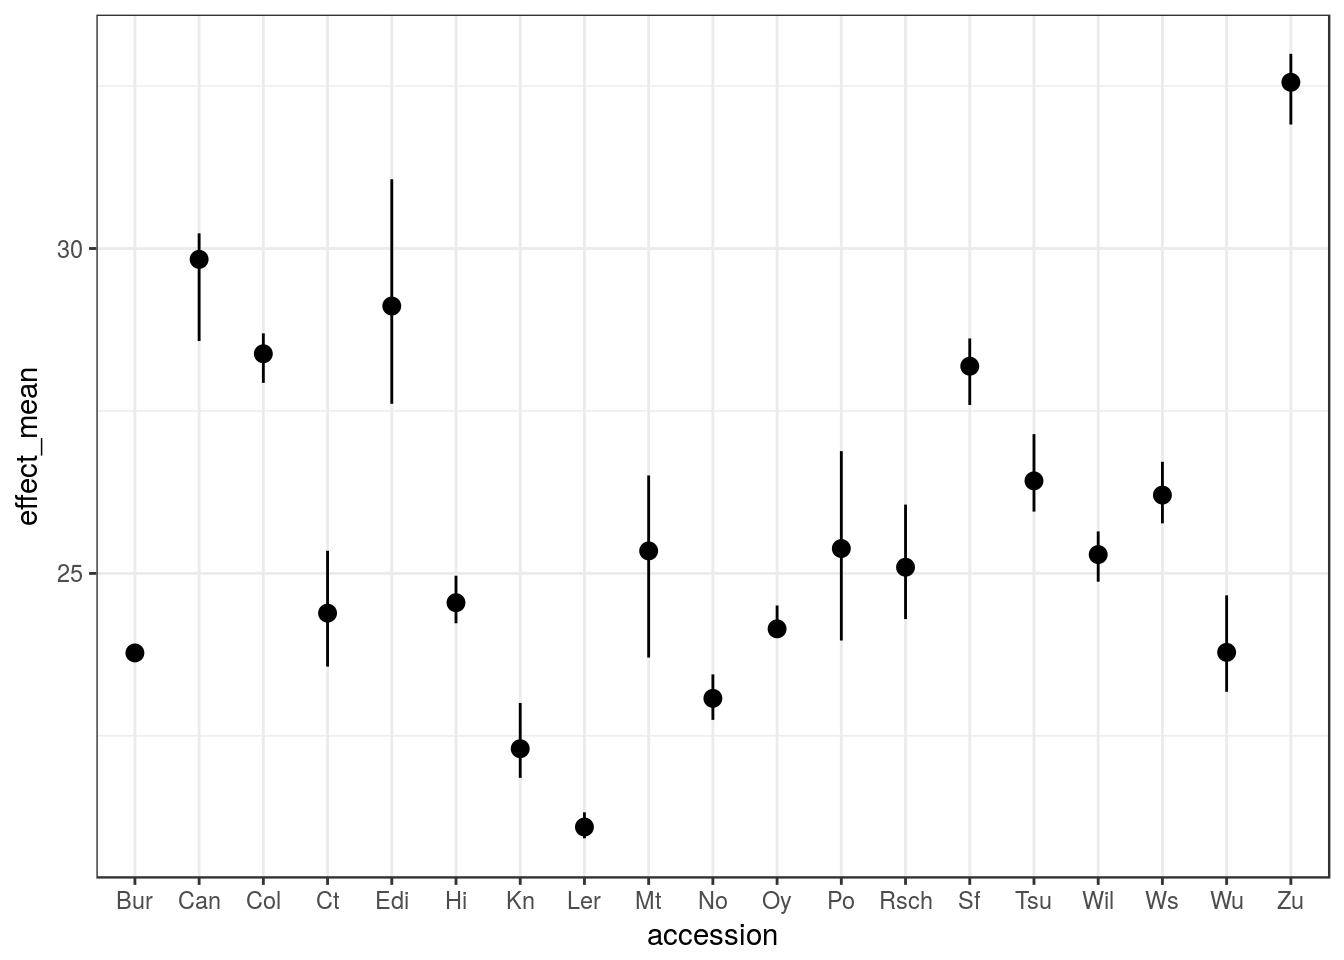 effect_mean
30
25
Bur Can Col Ct Edi Hi Kn Ler Mt No Oy Po Rsch Sf Tsu Wil Ws Wu Zu
accession